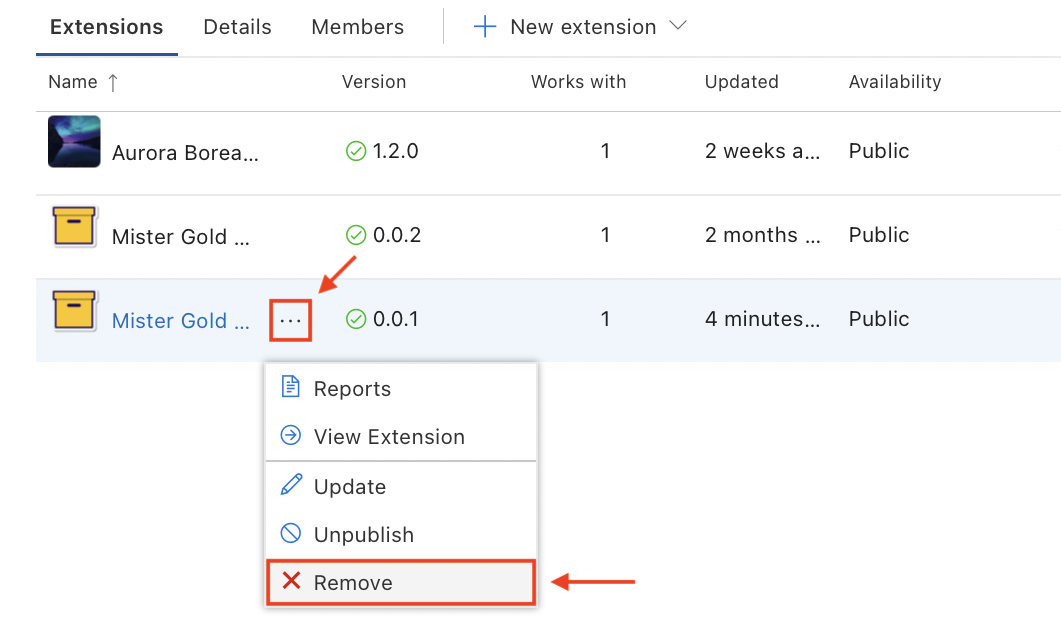 Extensions Details Members New extension
Name ↑ Version Works with Updated Availability
Aurora Borea... 1.2.0 1 2 weeks a... Public
Mister Gold ... 0.0.2 1 2 months ... Public
Mister Gold ... ... 0.0.1 1 4 minutes... Public
Reports
View Extension
Update
Unpublish
Remove